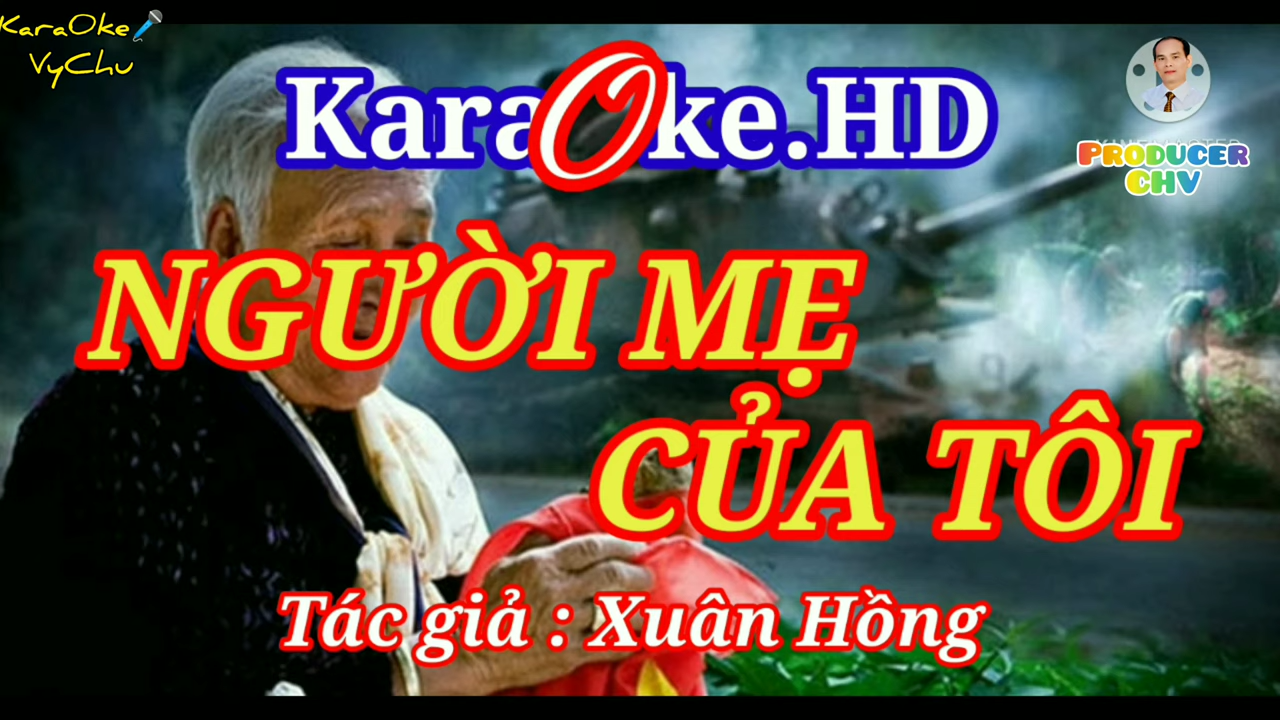 KaraOke
VyChu
KaraOke.HD
PRODUCER
CHV
NGƯỜI MẸ
CỦA TÔI
Tác giả : Xuân Hồng